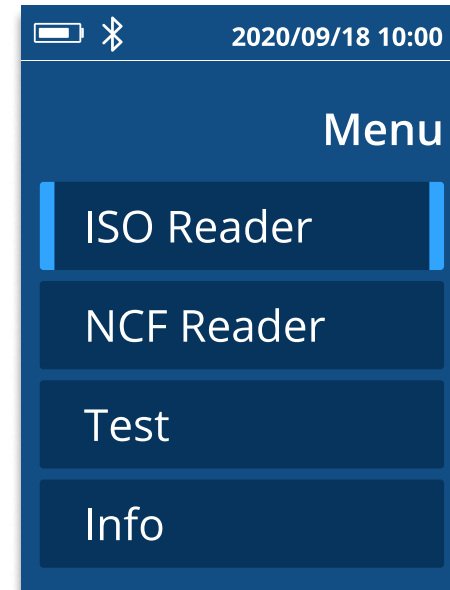 2020/09/18 10:00
Menu
ISO Reader
NCF Reader
Test
Info